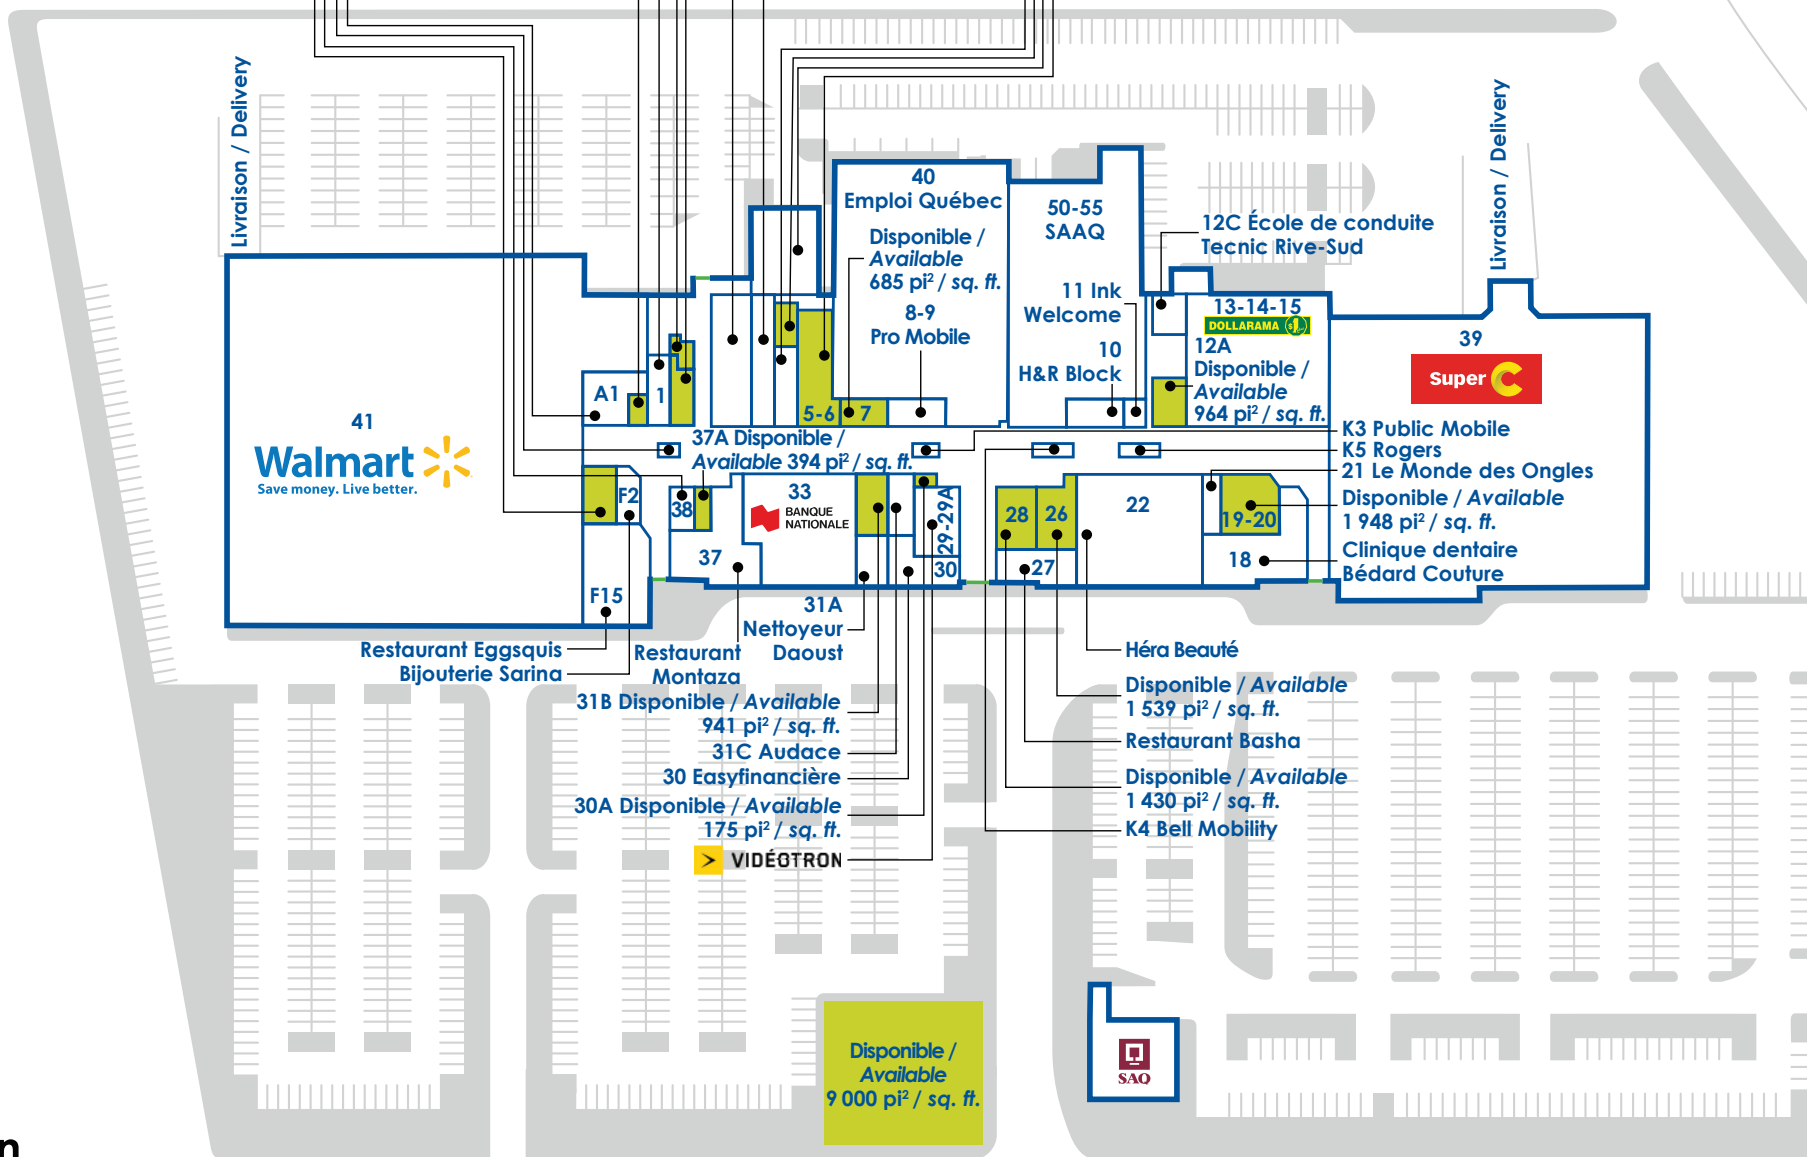 Livraison / Delivery
Livraison / Delivery
40
Emploi Québec
Disponible /
Available
685 pi² / sq. ft.
8-9
Pro Mobile
50-55
SAAQ
11 Ink
Welcome
10
H&R Block
12C École de conduite
Tecnic Rive-Sud
13-14-15
DOLLARAMA
12A
Disponible /
Available
964 pi² / sq. ft.
39
Super C
41
Walmart
Save money. Live better.
A1
1
5-6
7
37A Disponible /
Available 394 pi² / sq. ft.
K3 Public Mobile
K5 Rogers
21 Le Monde des Ongles
Disponible / Available
1 948 pi² / sq. ft.
Clinique dentaire
Bédard Couture
F2
38
33
BANQUE
NATIONALE
29-29A
28
26
22
19-20
37
30
27
18
F15
31A
Nettoyeur
Daoust
Restaurant Eggsquis
Bijouterie Sarina
Restaurant
Montaza
31B Disponible / Available
941 pi² / sq. ft.
31C Audace
30 Easyfinancière
30A Disponible / Available
175 pi² / sq. ft.
VIDÉOTRON
Héra Beauté
Disponible / Available
1 539 pi² / sq. ft.
Restaurant Basha
Disponible / Available
1 430 pi² / sq. ft.
K4 Bell Mobility
Disponible /
Available
9 000 pi² / sq. ft.
SAQ
n